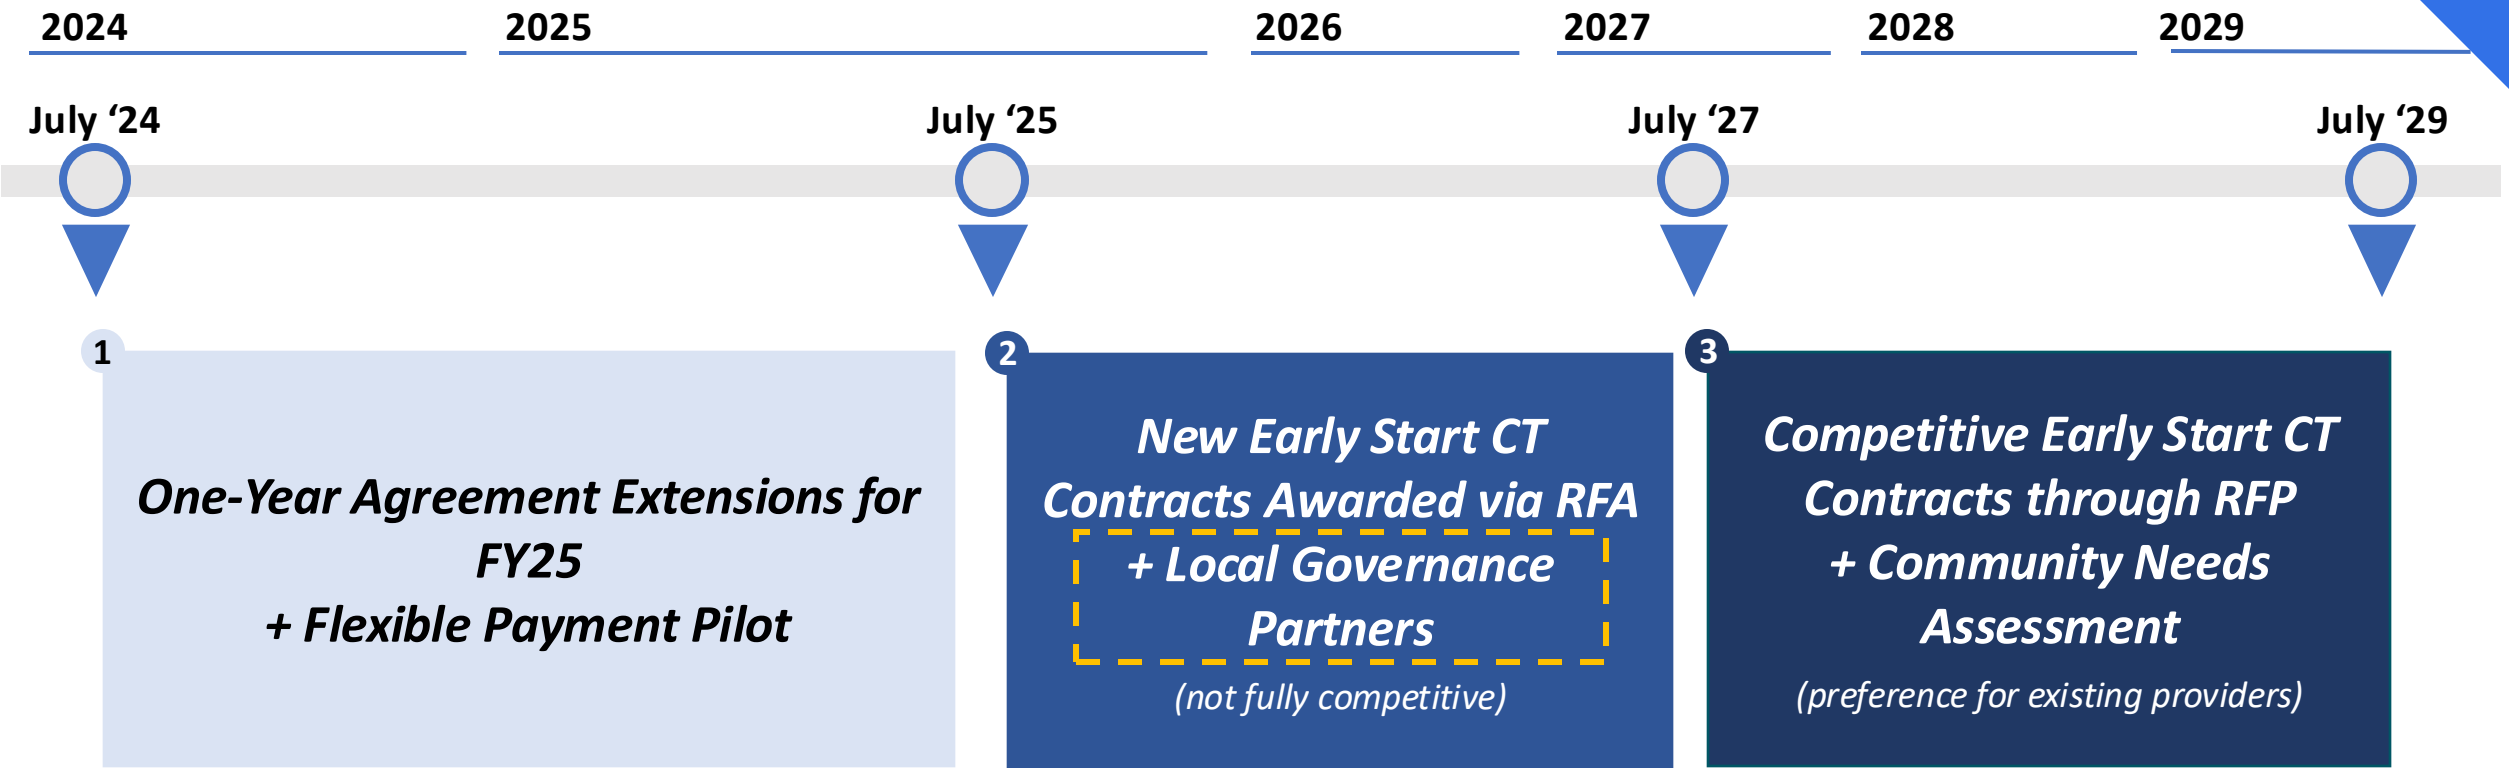 2024
2025
2026
2027
2028
2029
July ‘24
July ‘25
July ‘27
July ‘29
1
One-Year Agreement Extensions for
FY25
+ Flexible Payment Pilot
2
New Early Start CT
Contracts Awarded via RFA
+ Local Governance
Partners
(not fully competitive)
3
Competitive Early Start CT
Contracts through RFP
+ Community Needs
Assessment
(preference for existing providers)